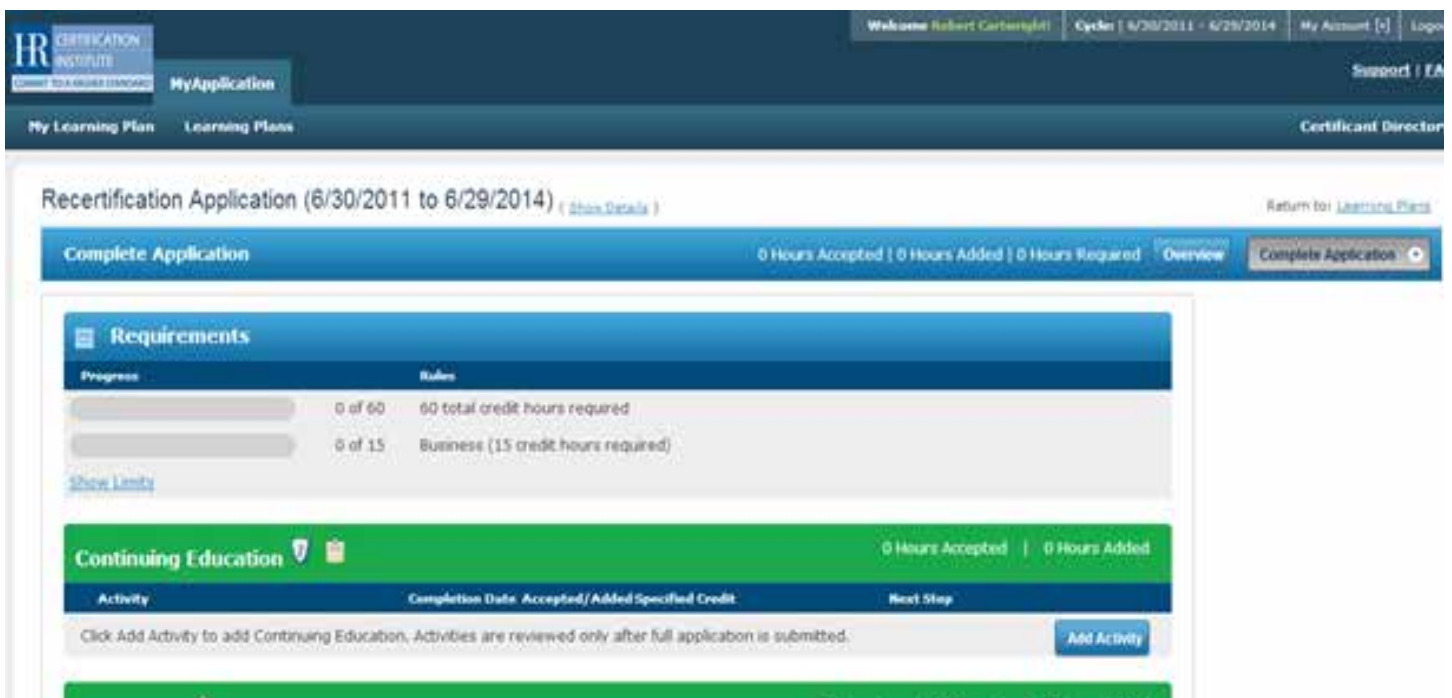 Welcome Robert Cartwright! Cycle: | 6/30/2011 - 6/29/2014 My Account [+] Logo
HR CERTIFICATION
INSTITUTE
COMMIT TO A HIGHER STANDARD
MyApplication
Support | FA
My Learning Plan Learning Plans Certificant Director
Recertification Application (6/30/2011 to 6/29/2014) ( Show Details ) Return to: Learning Plans
Complete Application 0 Hours Accepted | 0 Hours Added | 0 Hours Required Overview Complete Application
Requirements
Progress Rules
0 of 60 60 total credit hours required
0 of 15 Business (15 credit hours required)
Show Limits
Continuing Education 0 Hours Accepted | 0 Hours Added
Activity Completion Date Accepted/Added Specified Credit Next Step
Click Add Activity to add Continuing Education. Activities are reviewed only after full application is submitted. Add Activity